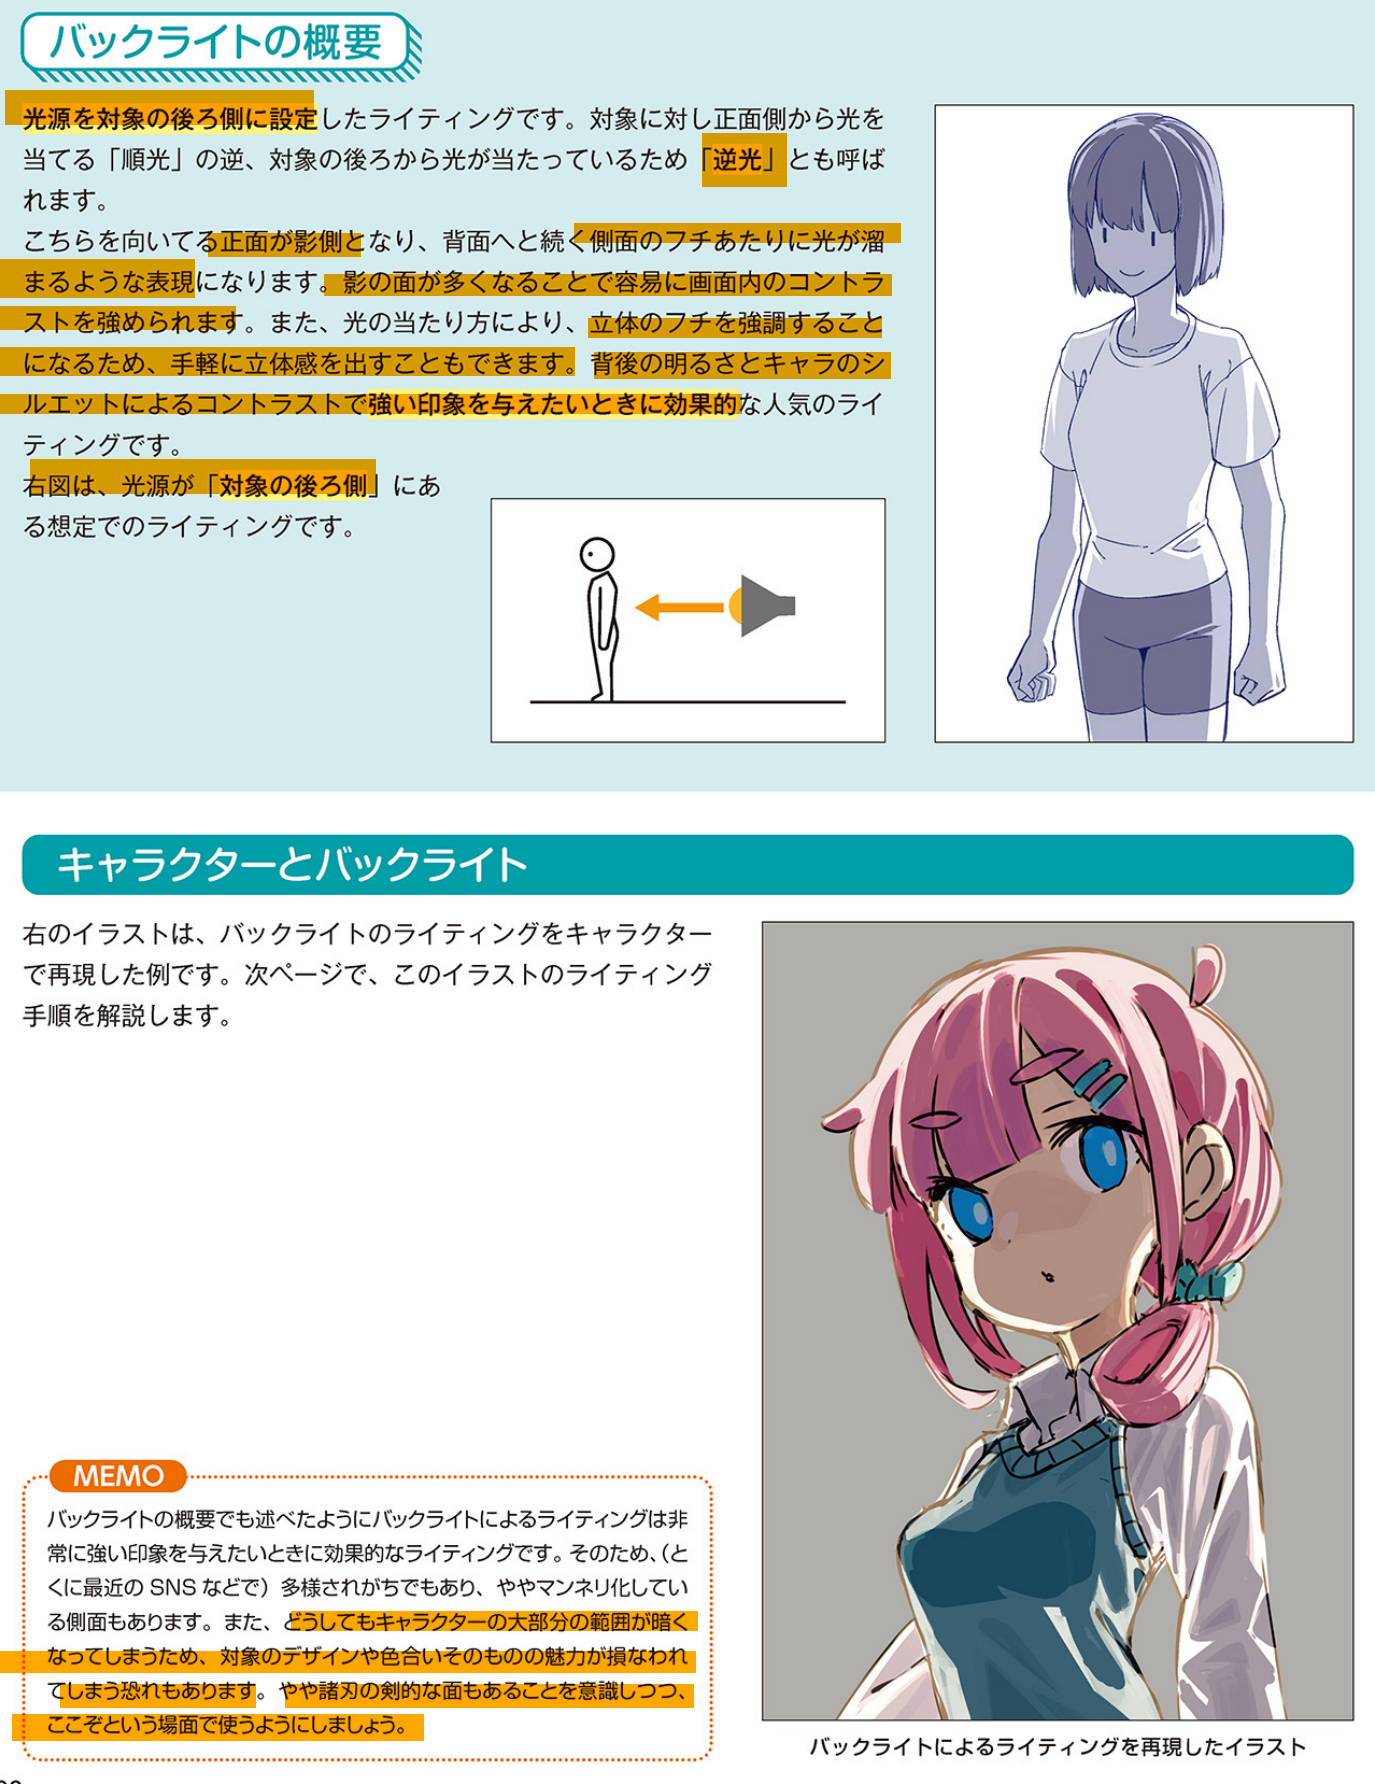 バックライトの概要
光源を対象の後ろ側に設定したライティングです。対象に対し正面側から光を
当てる「順光」の逆、対象の後ろから光が当たっているため「逆光」とも呼ば
れます。
こちらを向いてる正面が影側となり、背面へと続く側面のフチあたりに光が溜
まるような表現になります。影の面が多くなることで容易に画面内のコントラ
ストを強められます。また、光の当たり方により、立体のフチを強調すること
になるため、手軽に立体感を出すこともできます。背後の明るさとキャラのシ
ルエットによるコントラストで強い印象を与えたいときに効果的な人気のライ
ティングです。
右図は、光源が「対象の後ろ側」にあ
る想定でのライティングです。
キャラクターとバックライト
右のイラストは、バックライトのライティングをキャラクター
で再現した例です。次ページで、このイラストのライティング
手順を解説します。
MEMO
バックライトの概要でも述べたようにバックライトによるライティングは非
常に強い印象を与えたいときに効果的なライティングです。そのため、（と
くに最近の SNS などで）多様されがちでもあり、ややマンネリ化してい
る側面もあります。また、どうしてもキャラクターの大部分の範囲が暗く
なってしまうため、対象のデザインや色合いそのものの魅力が損なわれ
てしまう恐れもあります。やや諸刃の剣的な面もあることを意識しつつ、
ここぞという場面で使うようにしましょう。
バックライトによるライティングを再現したイラスト